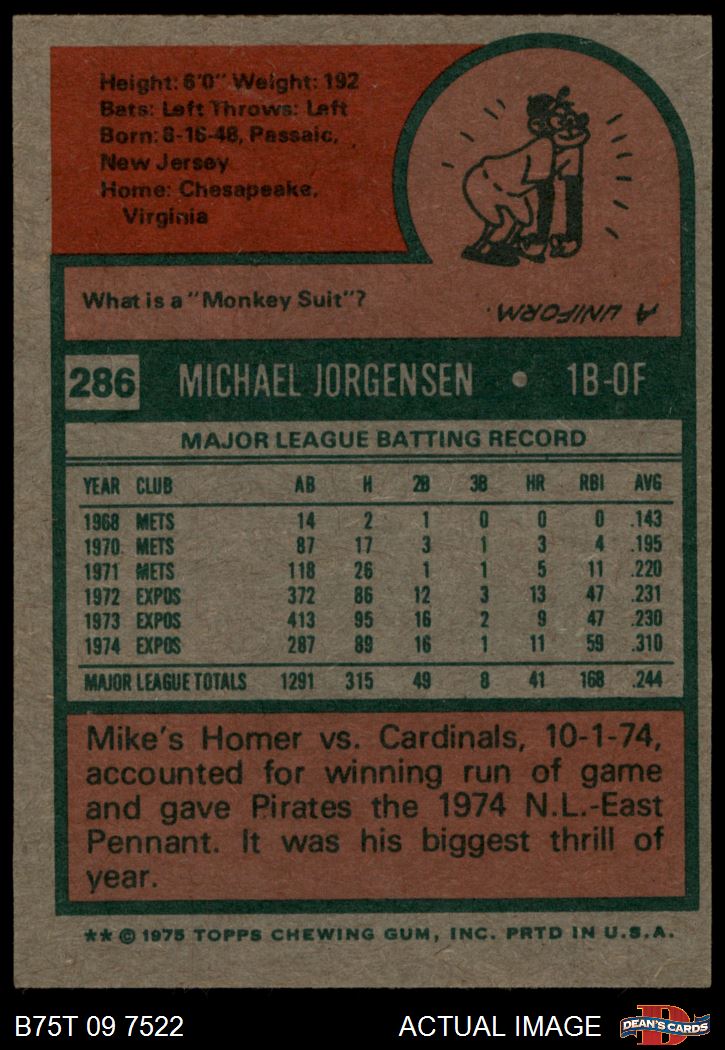 Height: 6'0" Weight: 192
Bats: Left Throws: Left
Born: 8-16-48, Passaic,
New Jersey
Home: Chesapeake,
Virginia
What is a "Monkey Suit"?
A UNIFORM.
286 MICHAEL JORGENSEN • 1B-OF
MAJOR LEAGUE BATTING RECORD
YEAR CLUB AB H 2B 3B HR RBI AVG
1968 METS 14 2 1 0 0 0 .143
1970 METS 87 17 3 1 3 4 .195
1971 METS 118 26 1 1 5 11 .220
1972 EXPOS 372 86 12 3 13 47 .231
1973 EXPOS 413 95 16 2 9 47 .230
1974 EXPOS 287 89 16 1 11 59 .310
MAJOR LEAGUE TOTALS 1291 315 49 8 41 168 .244
Mike's Homer vs. Cardinals, 10-1-74,
accounted for winning run of game
and gave Pirates the 1974 N.L.-East
Pennant. It was his biggest thrill of
year.
** © 1975 TOPPS CHEWING GUM, INC. PRTD IN U.S.A.
B75T 09 7522 ACTUAL IMAGE
D
DEAN'S CARDS